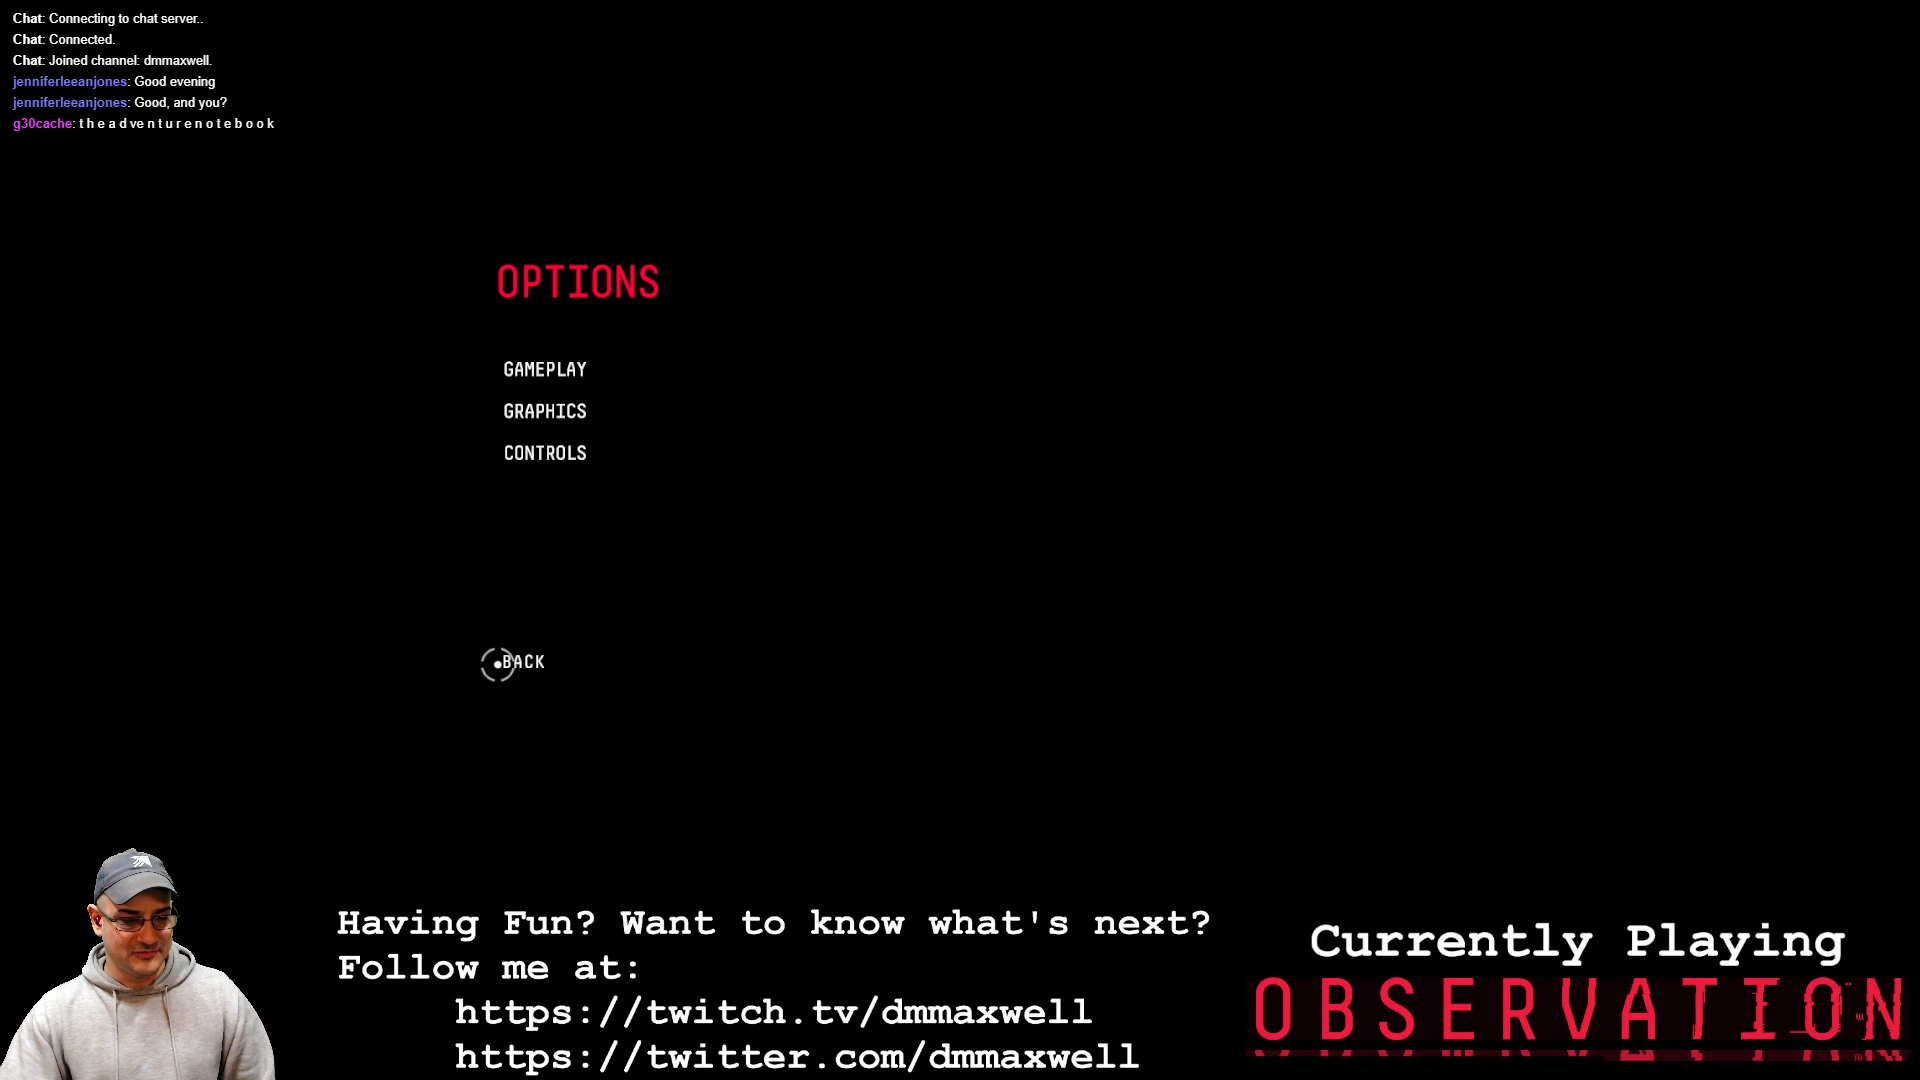 Chat: Connecting to chat server..
Chat: Connected.
Chat: Joined channel: dmmaxwell.
jenniferleeanjones: Good evening
jenniferleeanjones: Good, and you?
g30cache: t h e a d v e n t u r e n o t e b o o k
OPTIONS
GAMEPLAY
GRAPHICS
CONTROLS
BACK
Having Fun? Want to know what's next?
Follow me at:
https://twitch.tv/dmmaxwell
https://twitter.com/dmmaxwell
Currently Playing
OBSERVATION